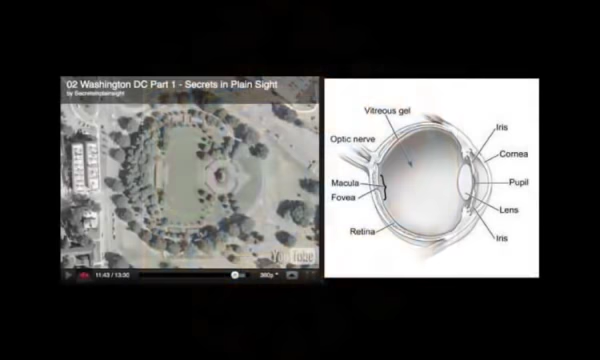 02 Washington DC Part 1 - Secrets in Plain Sight
by Secretsinplainsight
YouTube
11:43 / 13:30
360p
Vitreous gel
Optic nerve
Macula
Fovea
Retina
Iris
Cornea
Pupil
Lens
Iris